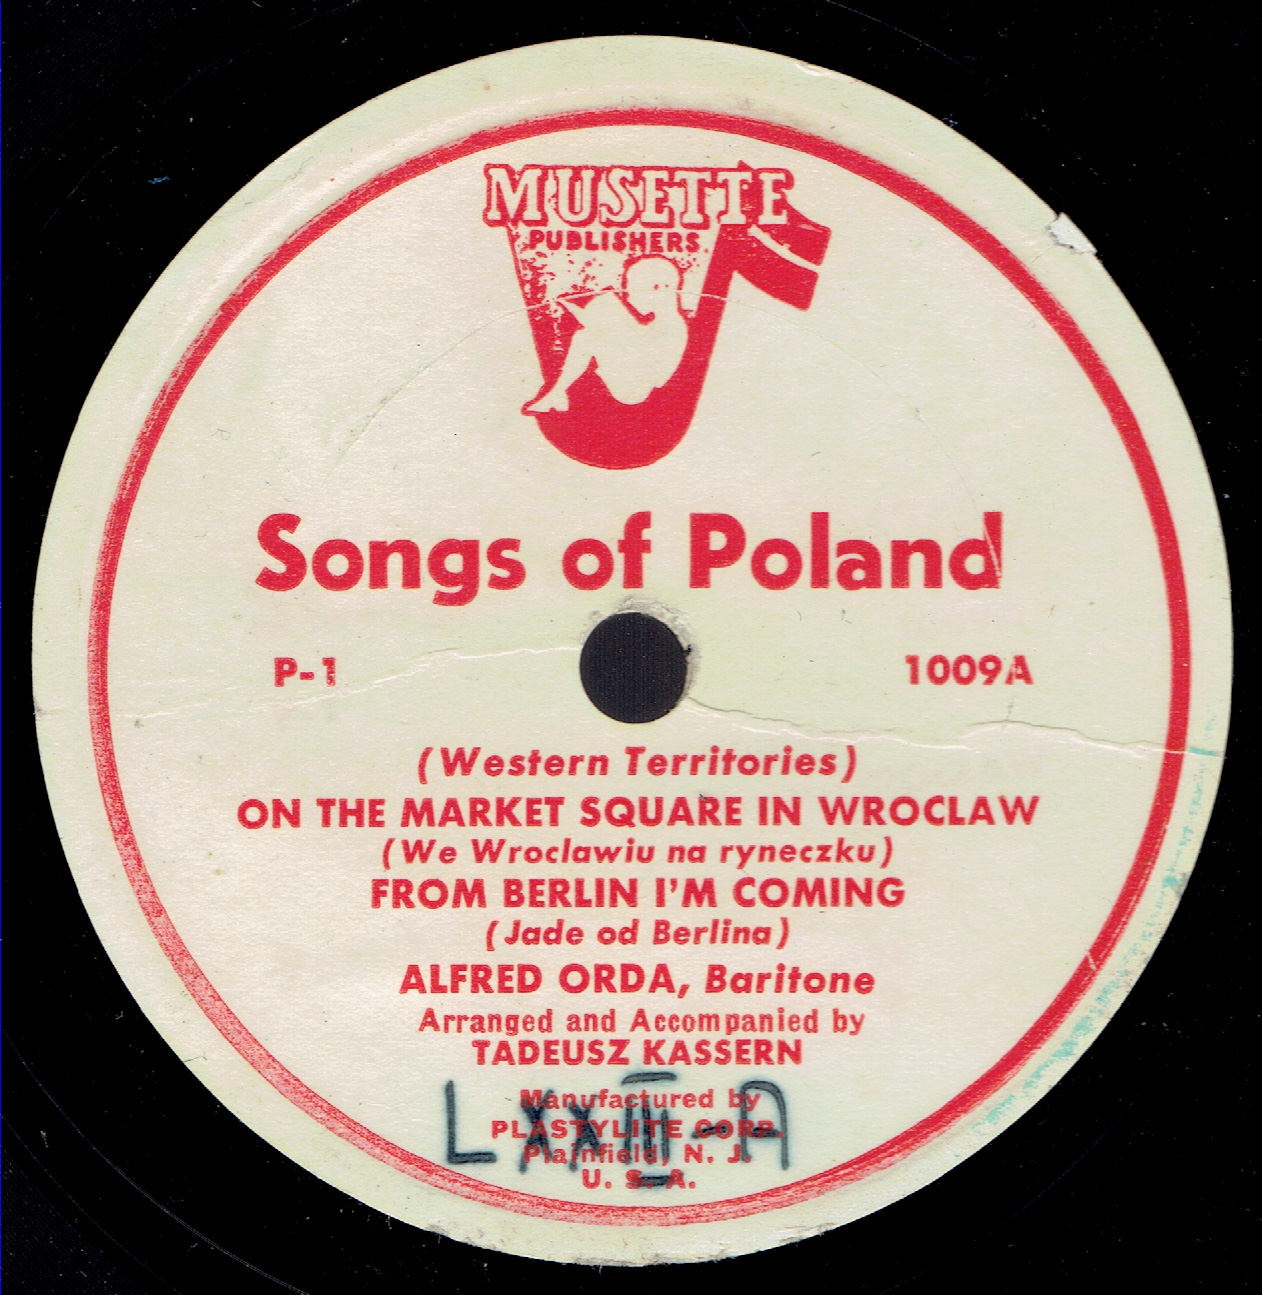 MUSETTE
PUBLISHERS
Songs of Poland
P-1 1009A
(Western Territories)
ON THE MARKET SQUARE IN WROCLAW
(We Wroclawiu na ryneczku)
FROM BERLIN I'M COMING
(Jade od Berlina)
ALFRED ORDA, Baritone
Arranged and Accompanied by
TADEUSZ KASSERN
Manufactured by
PLASTYLITE CORP.
Plainfield, N. J.
U. S. A.
LXXIII-A